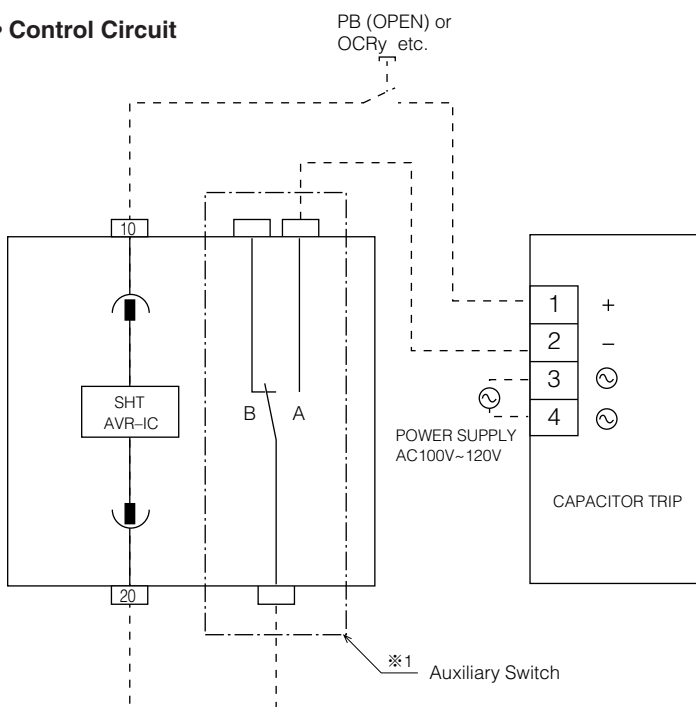 • Control Circuit
PB (OPEN) or
OCRy etc.
10
1 +
2 –
3
4
SHT
AVR–IC
B A
POWER SUPPLY
AC100V~120V
CAPACITOR TRIP
20
※1 Auxiliary Switch